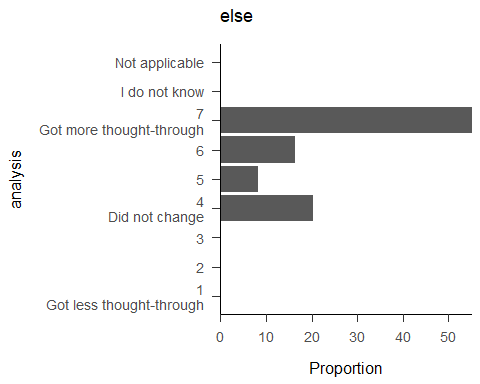 else
Not applicable
I do not know
7
Got more thought-through
6
5
4
Did not change
3
2
1
Got less thought-through
analysis
0 10 20 30 40 50
Proportion